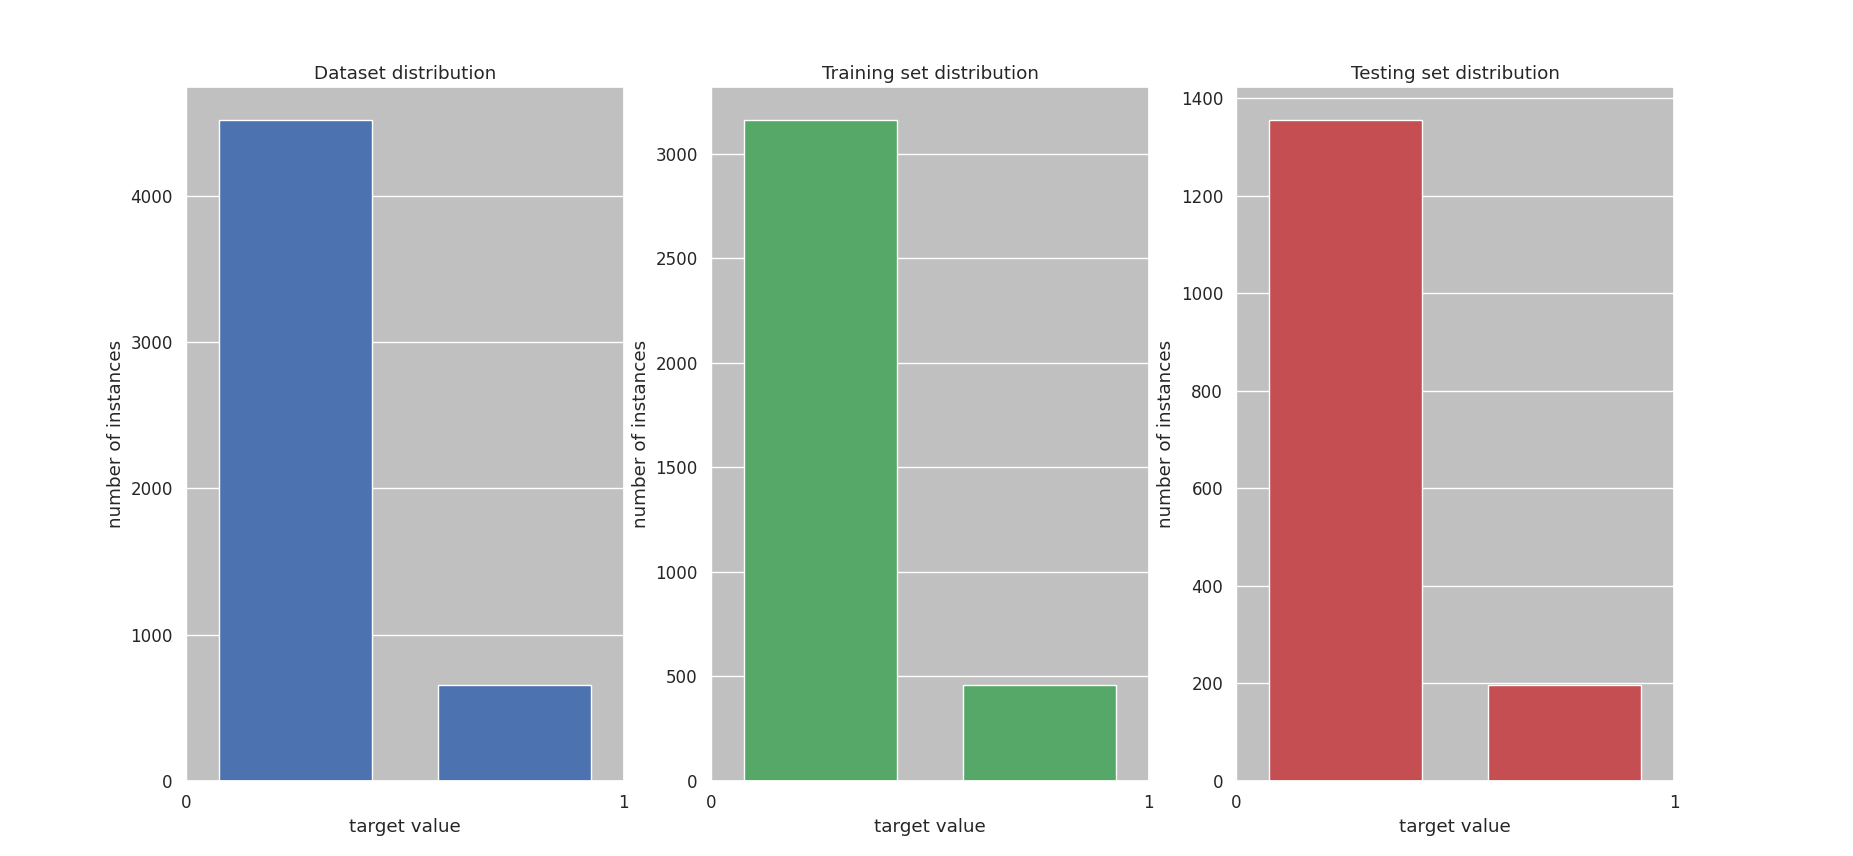 Dataset distribution
4000
3000
2000
1000
0
number of instances
0 1
target value
Training set distribution
3000
2500
2000
1500
1000
500
0
number of instances
0 1
target value
Testing set distribution
1400
1200
1000
800
600
400
200
0
number of instances
0 1
target value